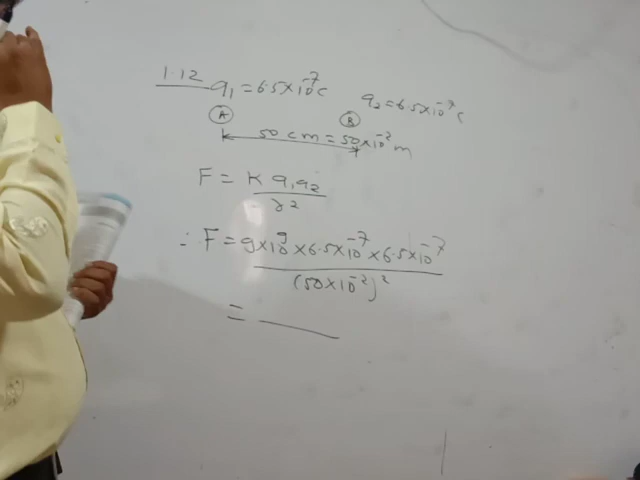 1.12 q₁ = 6.5×10⁻⁷ c
q₂ = 6.5×10⁻⁷ c
A B
50 cm = 50×10⁻² m
F = K q₁q₂ / r²
∴ F = 9×10⁹ × 6.5×10⁻⁷ × 6.5×10⁻⁷ / (50×10⁻²)²
=